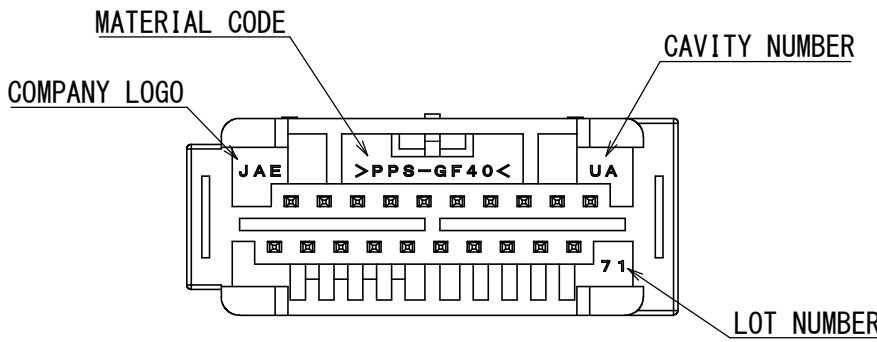 MATERIAL CODE
CAVITY NUMBER
COMPANY LOGO
JAE
>PPS-GF40<
UA
71
LOT NUMBER